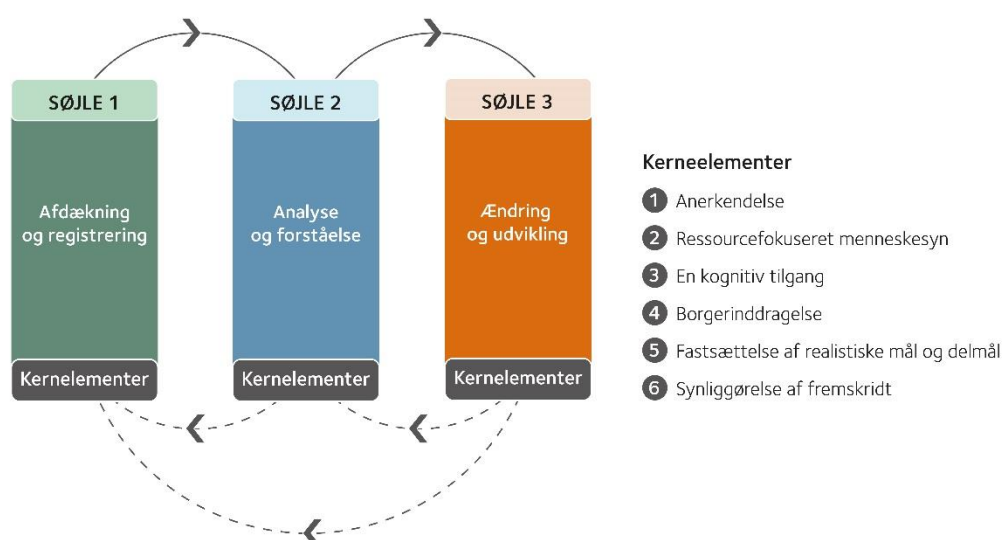 SØJLE 1
Afdækning
og registrering
Kernelementer
SØJLE 2
Analyse
og forståelse
Kernelementer
SØJLE 3
Ændring
og udvikling
Kernelementer
Kerneelementer
1 Anerkendelse
2 Ressourcefokuseret menneskesyn
3 En kognitiv tilgang
4 Borgerinddragelse
5 Fastsættelse af realistiske mål og delmål
6 Synliggørelse af fremskridt